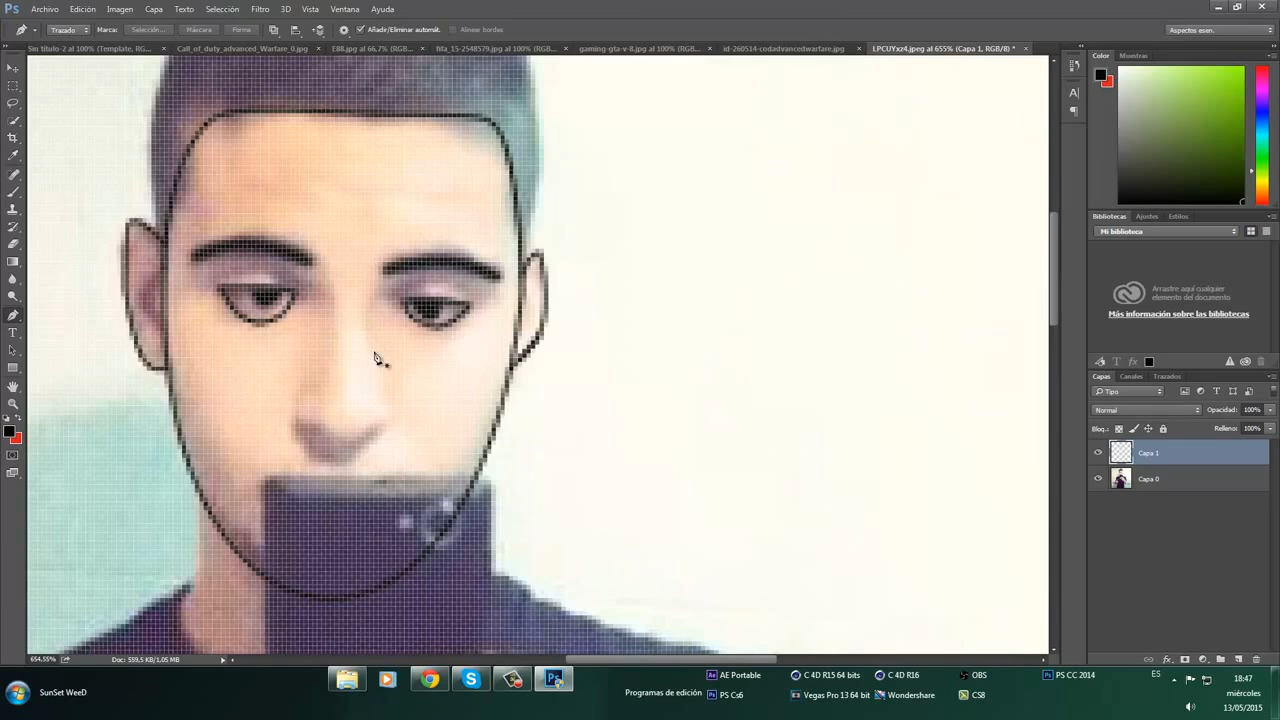 Ps Archivo Edición Imagen Capa Texto Selección Filtro 3D Vista Ventana Ayuda
Trazado Marca: Selección... Máscara Forma Añadir/Eliminar automát. Alinear bordes Aspectos esen.
Sin título-2 al 100% (Template, RG... × Call_of_duty_advanced_Warfare_0.jpg × E88.png al 66,7% (RGB... × fifa_15-2548579.jpg al 100% (RGB... × gaming-gta-v-8.jpg al 100% (RGB... × id-260514-codadvancedwarfare.jpg × LPCUYxz4.jpeg al 655% (Capa 1, RGB/8) * ×
Color Muestras
Bibliotecas Ajustes Estilos
Mi biblioteca
Arrastre aquí cualquier
elemento del documento
Más información sobre las bibliotecas
Capas Canales Trazados
Tipo
Normal Opacidad: 100%
Bloq.: Relleno: 100%
Capa 1
Capa 0
654,55% Doc: 559,5 KB/1,05 MB
SunSet WeeD
Programas de edición
AE Portable C 4D R15 64 bits C 4D R16 OBS PS CC 2014
PS Cs6 Vegas Pro 13 64 bit Wondershare CS8
ES
18:47
miércoles
13/05/2015